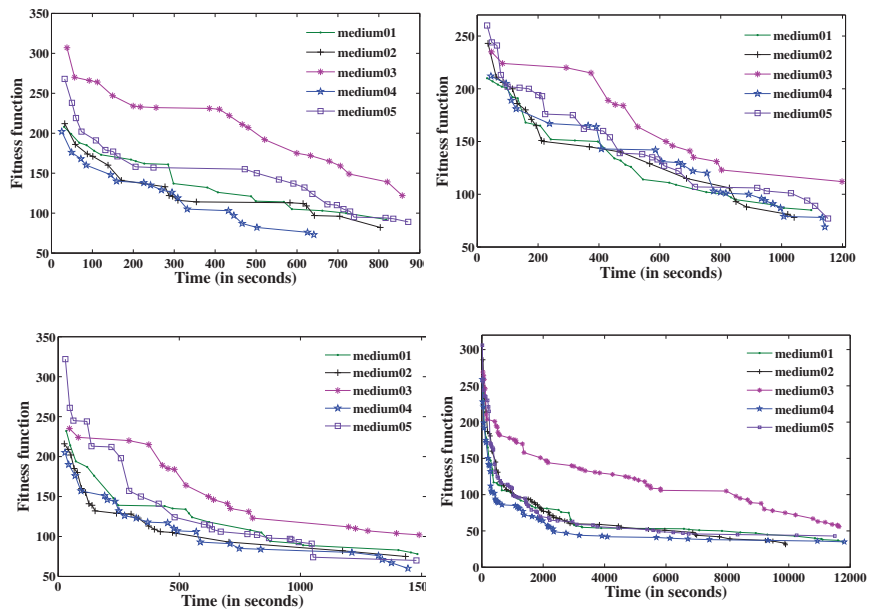 350
300
250
200
150
100
50
Fitness function
0 100 200 300 400 500 600 700 800 900
Time (in seconds)
medium01
medium02
medium03
medium04
medium05
250
200
150
100
50
Fitness function
0 200 400 600 800 1000 1200
Time (in seconds)
medium01
medium02
medium03
medium04
medium05
350
300
250
200
150
100
50
Fitness function
0 500 1000 150
Time (in seconds)
medium01
medium02
medium03
medium04
medium05
300
250
200
150
100
50
0
Fitness function
0 2000 4000 6000 8000 10000 12000
Time (in seconds)
medium01
medium02
medium03
medium04
medium05